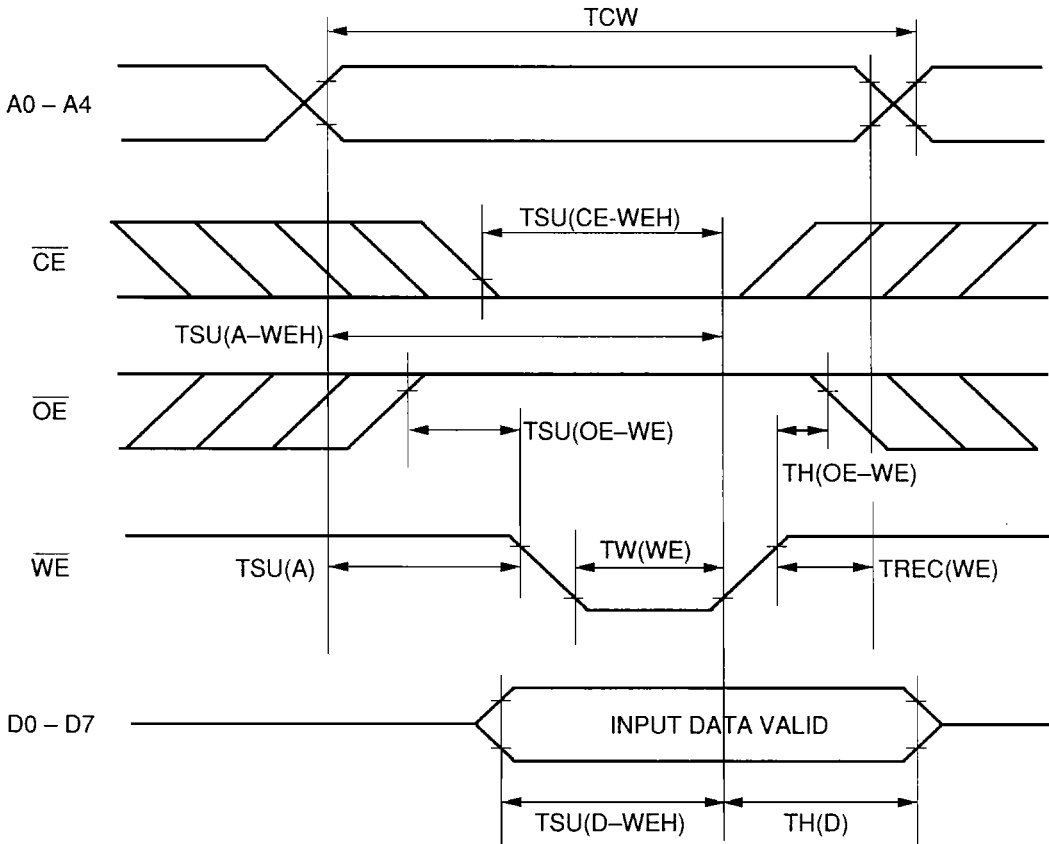 TCW
A0 – A4
TSU(CE-WEH)
CE
TSU(A–WEH)
OE
TSU(OE–WE)
TH(OE–WE)
WE
TSU(A)
TW(WE)
TREC(WE)
D0 – D7
INPUT DATA VALID
TSU(D–WEH)
TH(D)